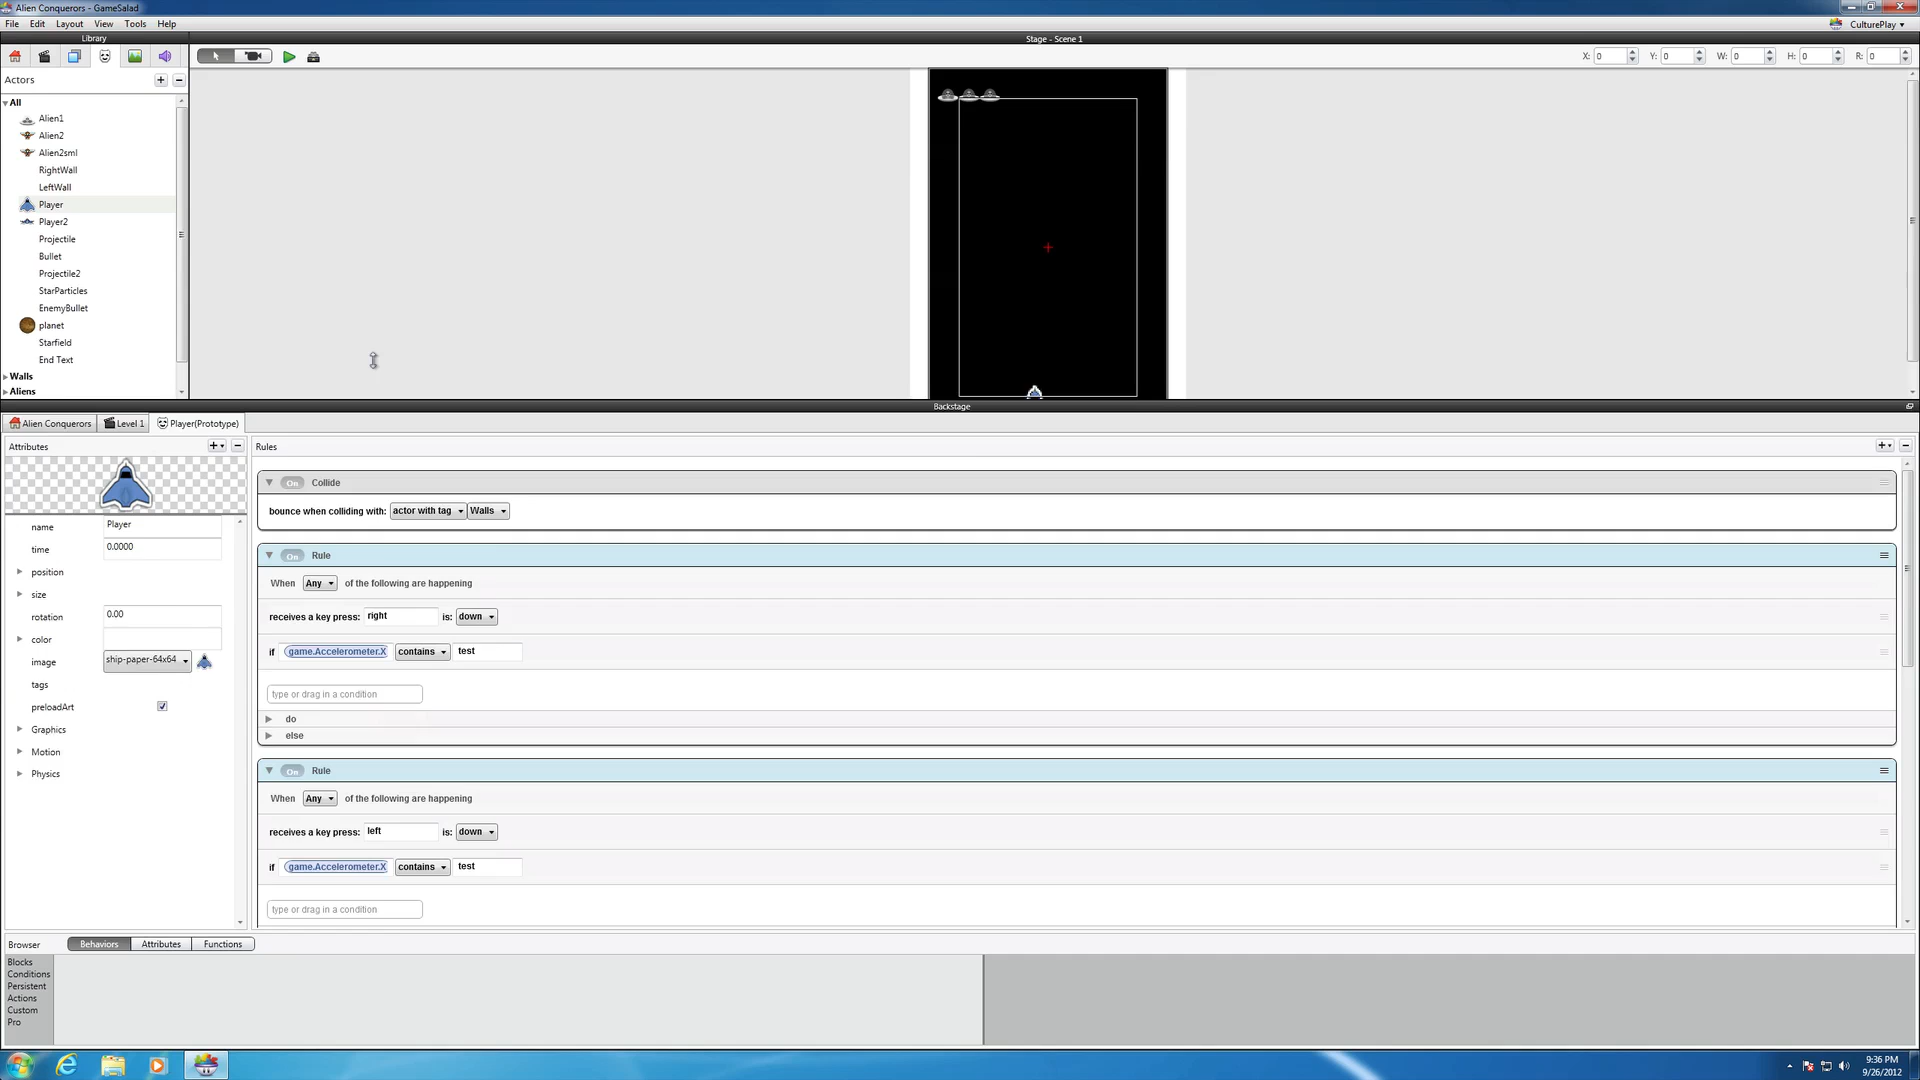 Alien Conquerors - GameSalad
File Edit Layout View Tools Help
CulturePlay
Library
Stage - Scene 1
X: 0 Y: 0 W: 0 H: 0 R: 0
Actors
All
Alien1
Alien2
Alien2sml
RightWall
LeftWall
Player
Player2
Projectile
Bullet
Projectile2
StarParticles
EnemyBullet
planet
Starfield
End Text
Walls
Aliens
Backstage
Alien Conquerors Level 1 Player(Prototype)
Attributes
name Player
time 0.0000
position
size
rotation 0.00
color
image ship-paper-64x64
tags
preloadArt
Graphics
Motion
Physics
Rules
On Collide
bounce when colliding with: actor with tag Walls
On Rule
When Any of the following are happening
receives a key press: right is: down
if game.Accelerometer.X contains test
type or drag in a condition
do
else
On Rule
When Any of the following are happening
receives a key press: left is: down
if game.Accelerometer.X contains test
type or drag in a condition
Browser Behaviors Attributes Functions
Blocks
Conditions
Persistent
Actions
Custom
Pro
9:36 PM
9/26/2012